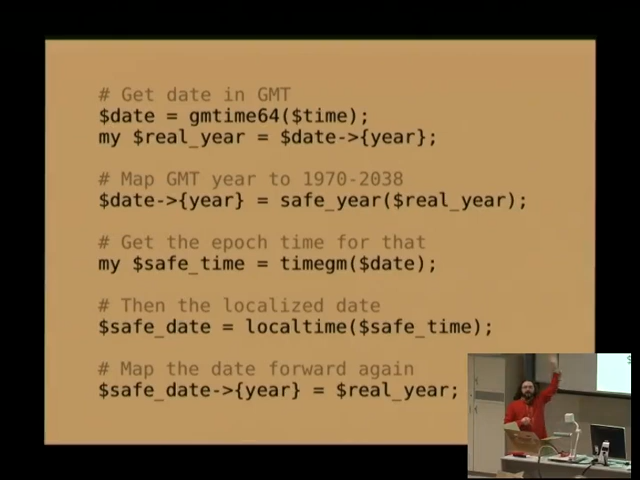 # Get date in GMT
$date = gmtime64($time);
my $real_year = $date->{year};
# Map GMT year to 1970-2038
$date->{year} = safe_year($real_year);
# Get the epoch time for that
my $safe_time = timegm($date);
# Then the localized date
$safe_date = localtime($safe_time);
# Map the date forward again
$safe_date->{year} = $real_year;